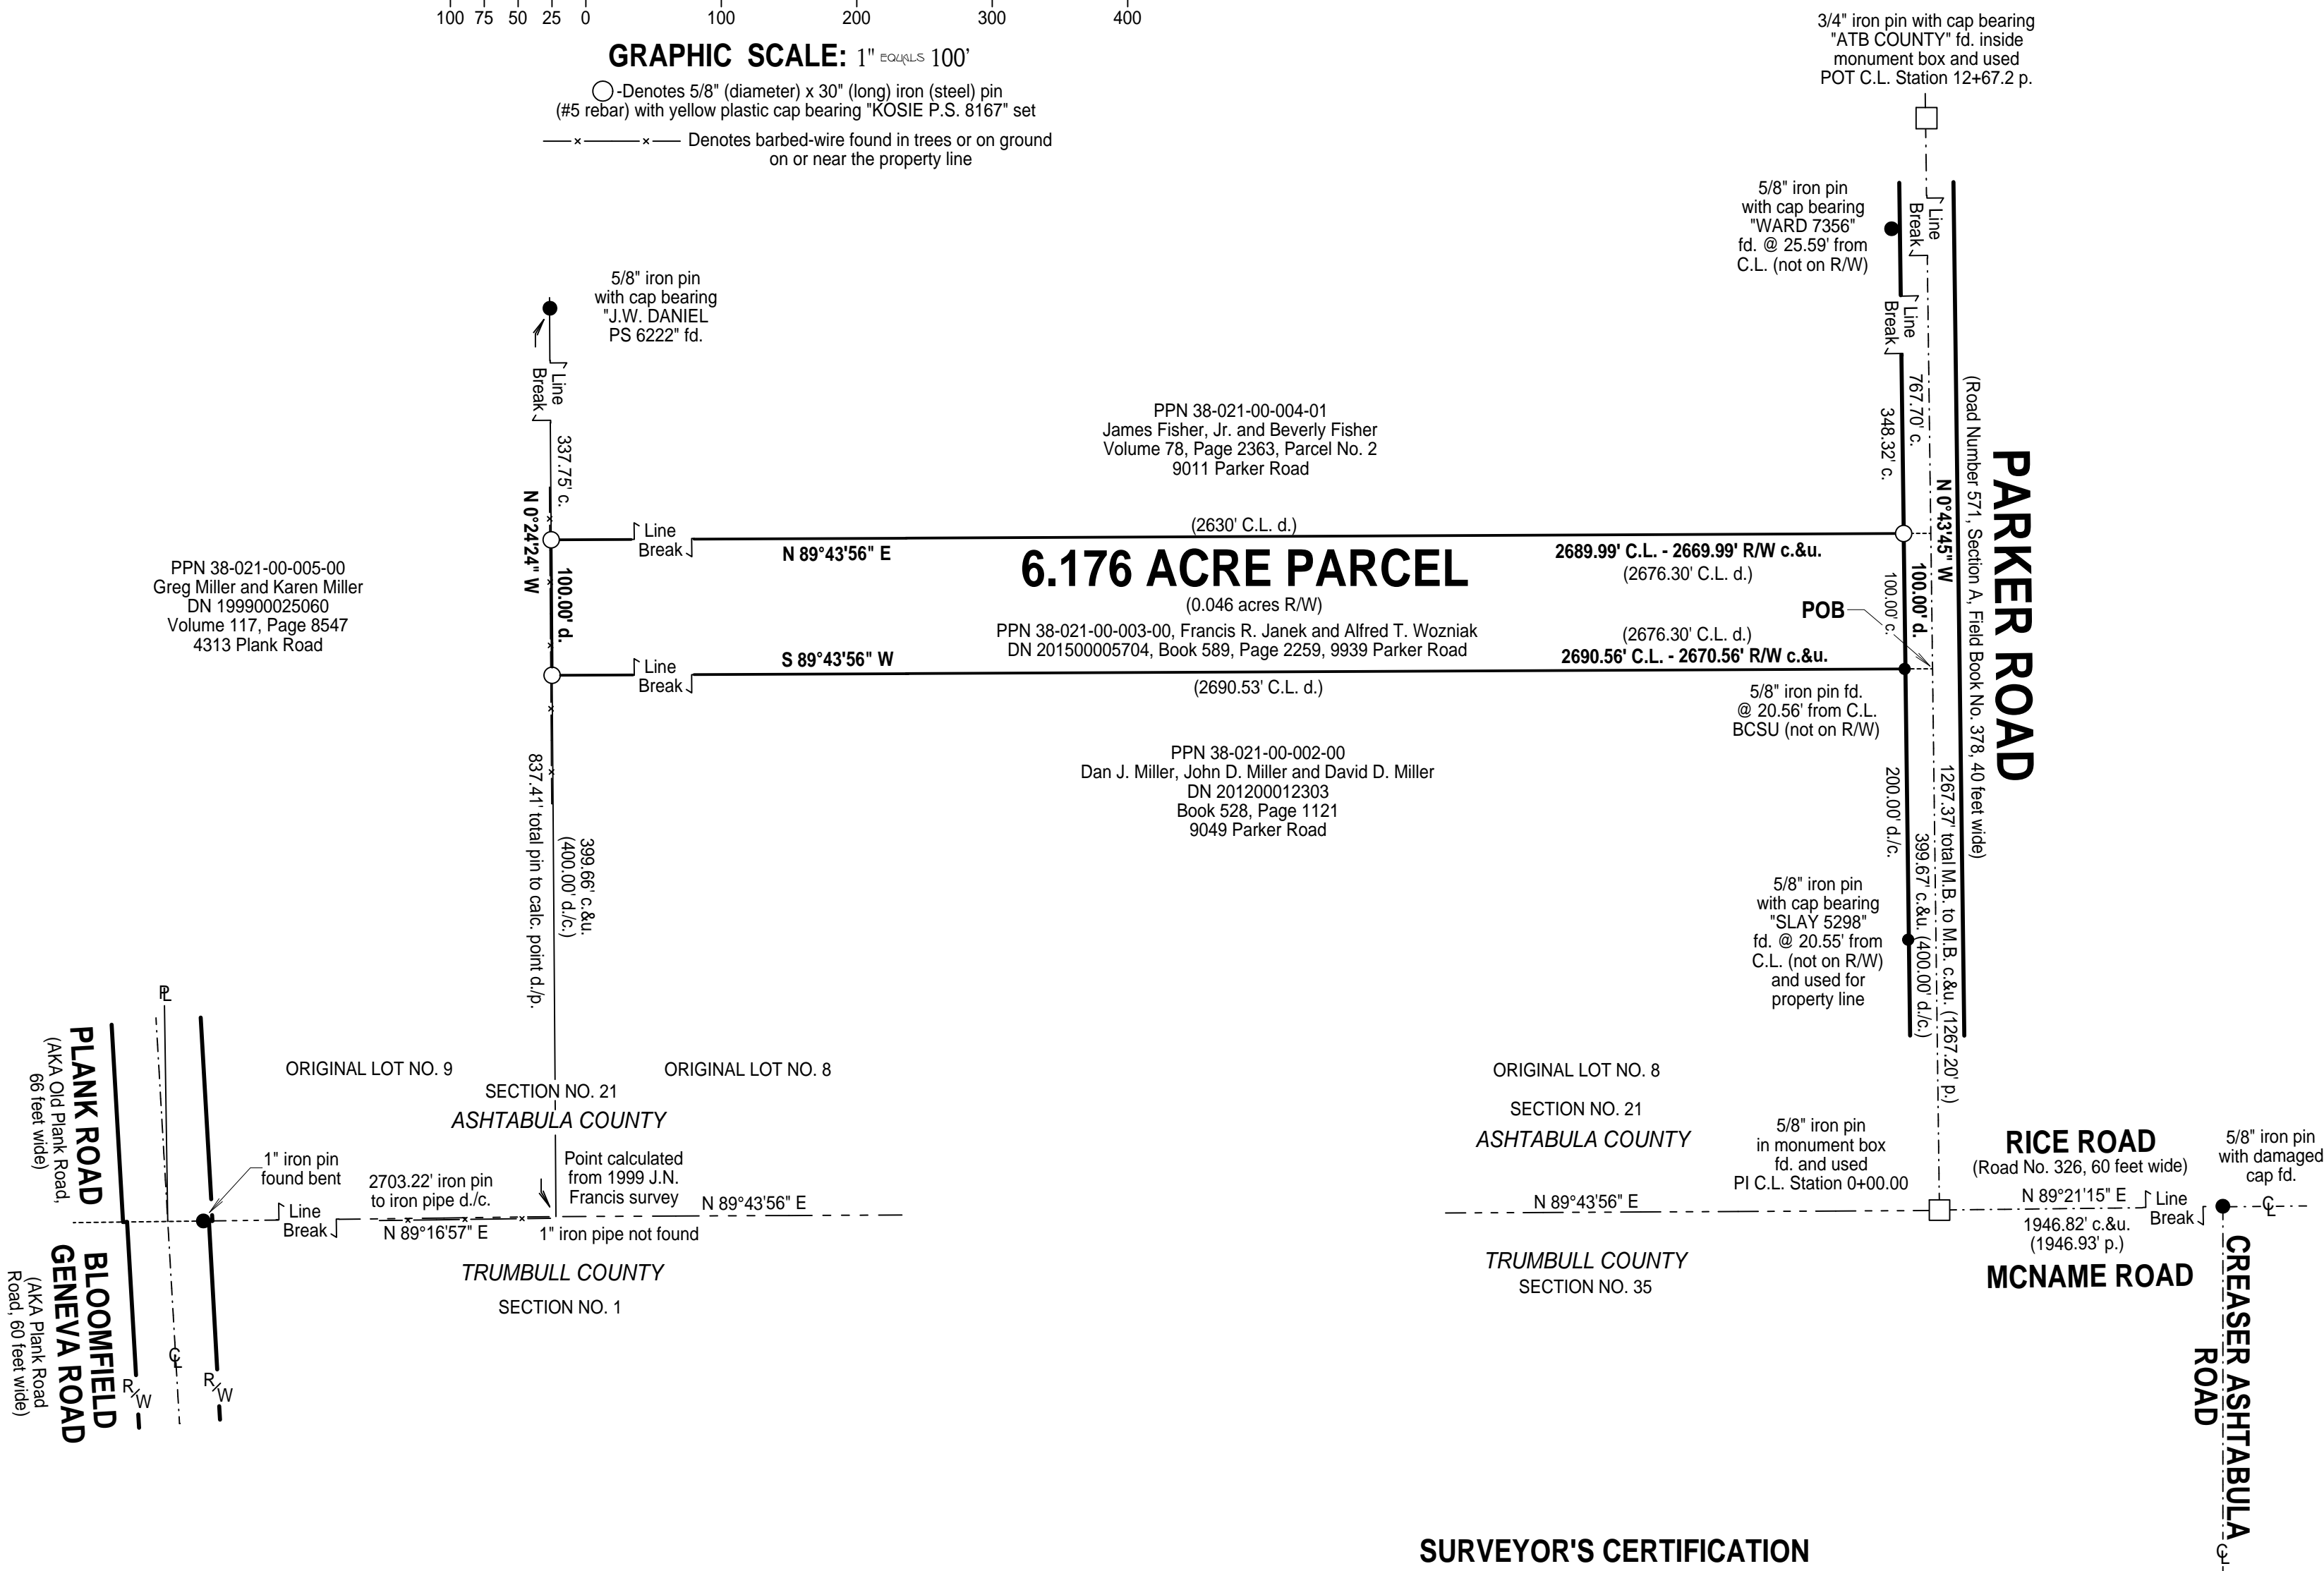 100 75 50 25 0 100 200 300 400
GRAPHIC SCALE: 1" EQUALS 100'
-Denotes 5/8" (diameter) x 30" (long) iron (steel) pin
(#5 rebar) with yellow plastic cap bearing "KOSIE P.S. 8167" set
x x Denotes barbed-wire found in trees or on ground
on or near the property line
3/4" iron pin with cap bearing
"ATB COUNTY" fd. inside
monument box and used
POT C.L. Station 12+67.2 p.
5/8" iron pin
with cap bearing
"WARD 7356"
fd. @ 25.59' from
C.L. (not on R/W)
Line
Break
Line
Break
5/8" iron pin
with cap bearing
"J.W. DANIEL
PS 6222" fd.
Line
Break
337.75' c.
N 0°24'24" W
100.00' d.
PPN 38-021-00-004-01
James Fisher, Jr. and Beverly Fisher
Volume 78, Page 2363, Parcel No. 2
9011 Parker Road
767.70' c.
348.32' c.
N 0°43'45" W
100.00' d.
100.00' c.
PARKER ROAD
(Road Number 571, Section A, Field Book No. 378, 40 feet wide)
PPN 38-021-00-005-00
Greg Miller and Karen Miller
DN 199900025060
Volume 117, Page 8547
4313 Plank Road
Line
Break
(2630' C.L. d.)
N 89°43'56" E
2689.99' C.L. - 2669.99' R/W c.&u.
(2676.30' C.L. d.)
6.176 ACRE PARCEL
(0.046 acres R/W)
PPN 38-021-00-003-00, Francis R. Janek and Alfred T. Wozniak
DN 201500005704, Book 589, Page 2259, 9939 Parker Road
POB
(2676.30' C.L. d.)
2690.56' C.L. - 2670.56' R/W c.&u.
Line
Break
S 89°43'56" W
(2690.53' C.L. d.)
5/8" iron pin fd.
@ 20.56' from C.L.
BCSU (not on R/W)
PPN 38-021-00-002-00
Dan J. Miller, John D. Miller and David D. Miller
DN 201200012303
Book 528, Page 1121
9049 Parker Road
837.41' total pin to calc. point d./p.
399.66' c.&u.
(400.00' d./c.)
200.00' d./c.
399.67' c.&u. (400.00' d./c.)
1267.37' total M.B. to M.B. c.&u. (1267.20' p.)
5/8" iron pin
with cap bearing
"SLAY 5298"
fd. @ 20.55' from
C.L. (not on R/W)
and used for
property line
PL
PLANK ROAD
(AKA Old Plank Road,
66 feet wide)
ORIGINAL LOT NO. 9
ORIGINAL LOT NO. 8
SECTION NO. 21
ASHTABULA COUNTY
ORIGINAL LOT NO. 8
SECTION NO. 21
ASHTABULA COUNTY
1" iron pin
found bent
2703.22' iron pin
to iron pipe d./c.
Point calculated
from 1999 J.N.
Francis survey
N 89°43'56" E
Line
Break
N 89°16'57" E
1" iron pipe not found
5/8" iron pin
in monument box
fd. and used
PI C.L. Station 0+00.00
N 89°43'56" E
RICE ROAD
(Road No. 326, 60 feet wide)
N 89°21'15" E
Line
Break
1946.82' c.&u.
(1946.93' p.)
MCNAME ROAD
5/8" iron pin
with damaged
cap fd.
CL
BLOOMFIELD
GENEVA ROAD
(AKA Plank Road
Road, 60 feet wide)
CL
R/W
R/W
TRUMBULL COUNTY
SECTION NO. 1
TRUMBULL COUNTY
SECTION NO. 35
CREASER ASHTABULA
ROAD
CL
SURVEYOR'S CERTIFICATION